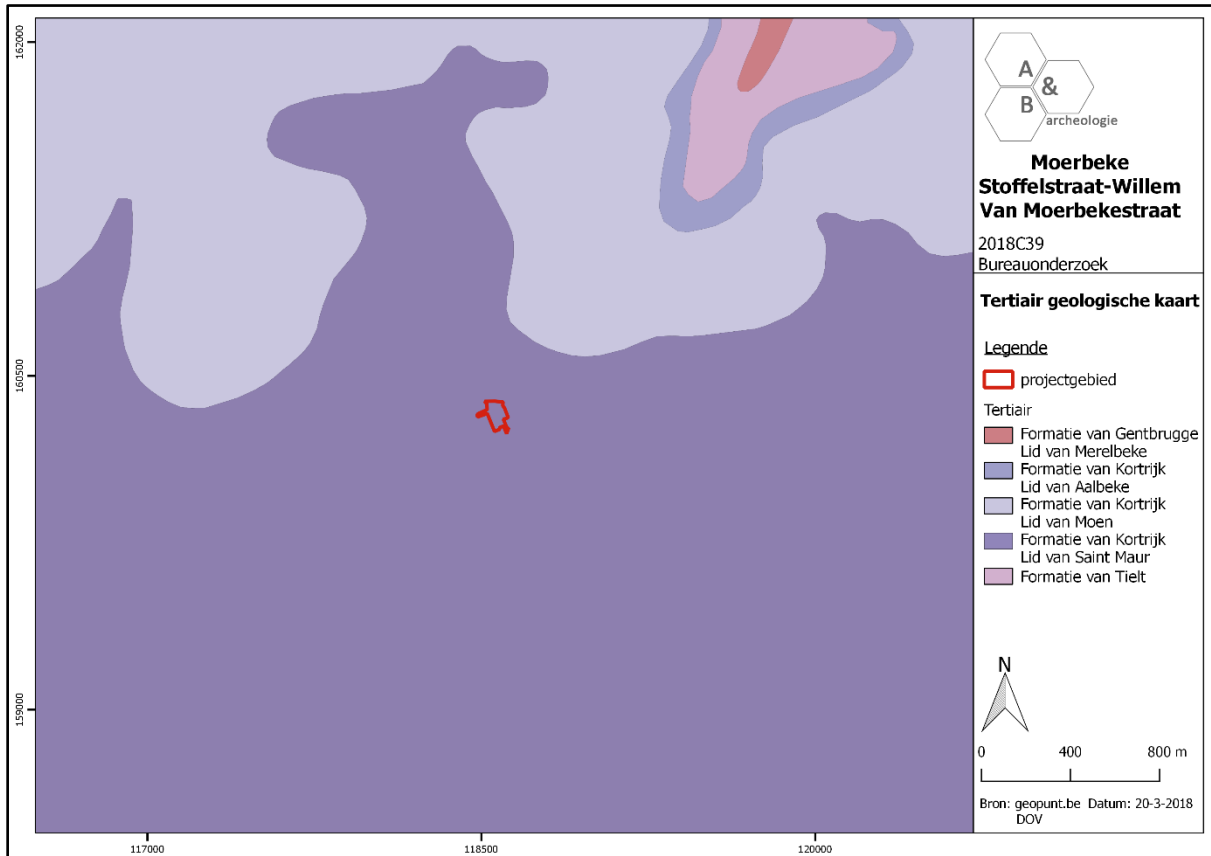 162000
160500
159000
117000
118500
120000
A
&
B
archeologie
Moerbeke
Stoffelstraat-Willem
Van Moerbekestraat
2018C39
Bureauonderzoek
Tertiair geologische kaart
Legende
projectgebied
Tertiair
Formatie van Gentbrugge
Lid van Merelbeke
Formatie van Kortrijk
Lid van Aalbeke
Formatie van Kortrijk
Lid van Moen
Formatie van Kortrijk
Lid van Saint Maur
Formatie van Tielt
N
0 400 800 m
Bron: geopunt.be Datum: 20-3-2018
DOV